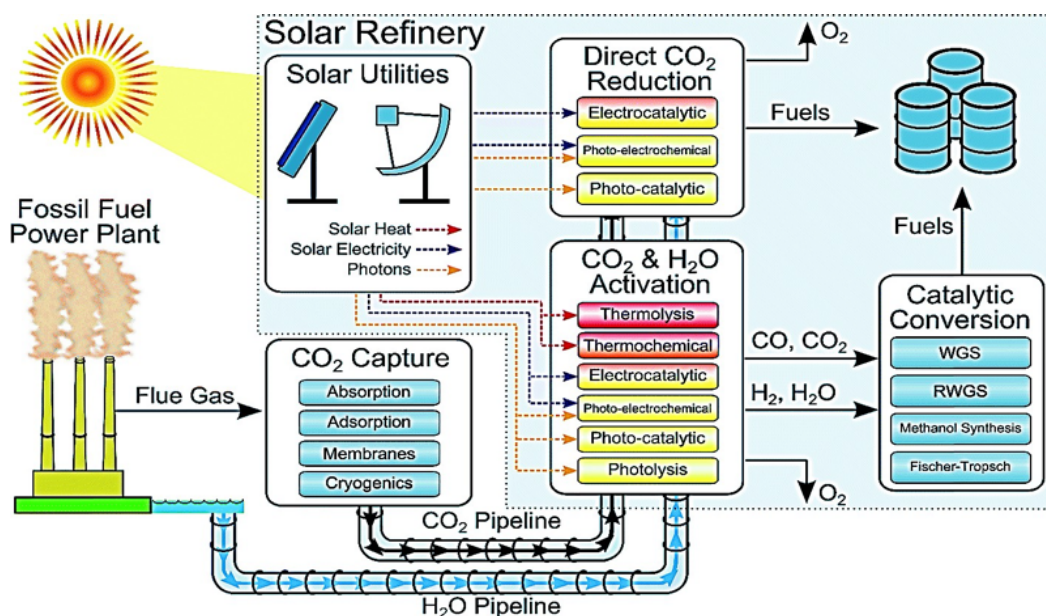 Solar Refinery
Solar Utilities
Solar Heat
Solar Electricity
Photons
Direct CO₂
Reduction
Electrocatalytic
Photo-electrochemical
Photo-catalytic
O₂
Fuels
Fossil Fuel
Power Plant
Flue Gas
CO₂ Capture
Absorption
Adsorption
Membranes
Cryogenics
CO₂ & H₂O
Activation
Thermolysis
Thermochemical
Electrocatalytic
Photo-electrochemical
Photo-catalytic
Photolysis
CO, CO₂
H₂, H₂O
O₂
Fuels
Catalytic
Conversion
WGS
RWGS
Methanol Synthesis
Fischer-Tropsch
CO₂ Pipeline
H₂O Pipeline